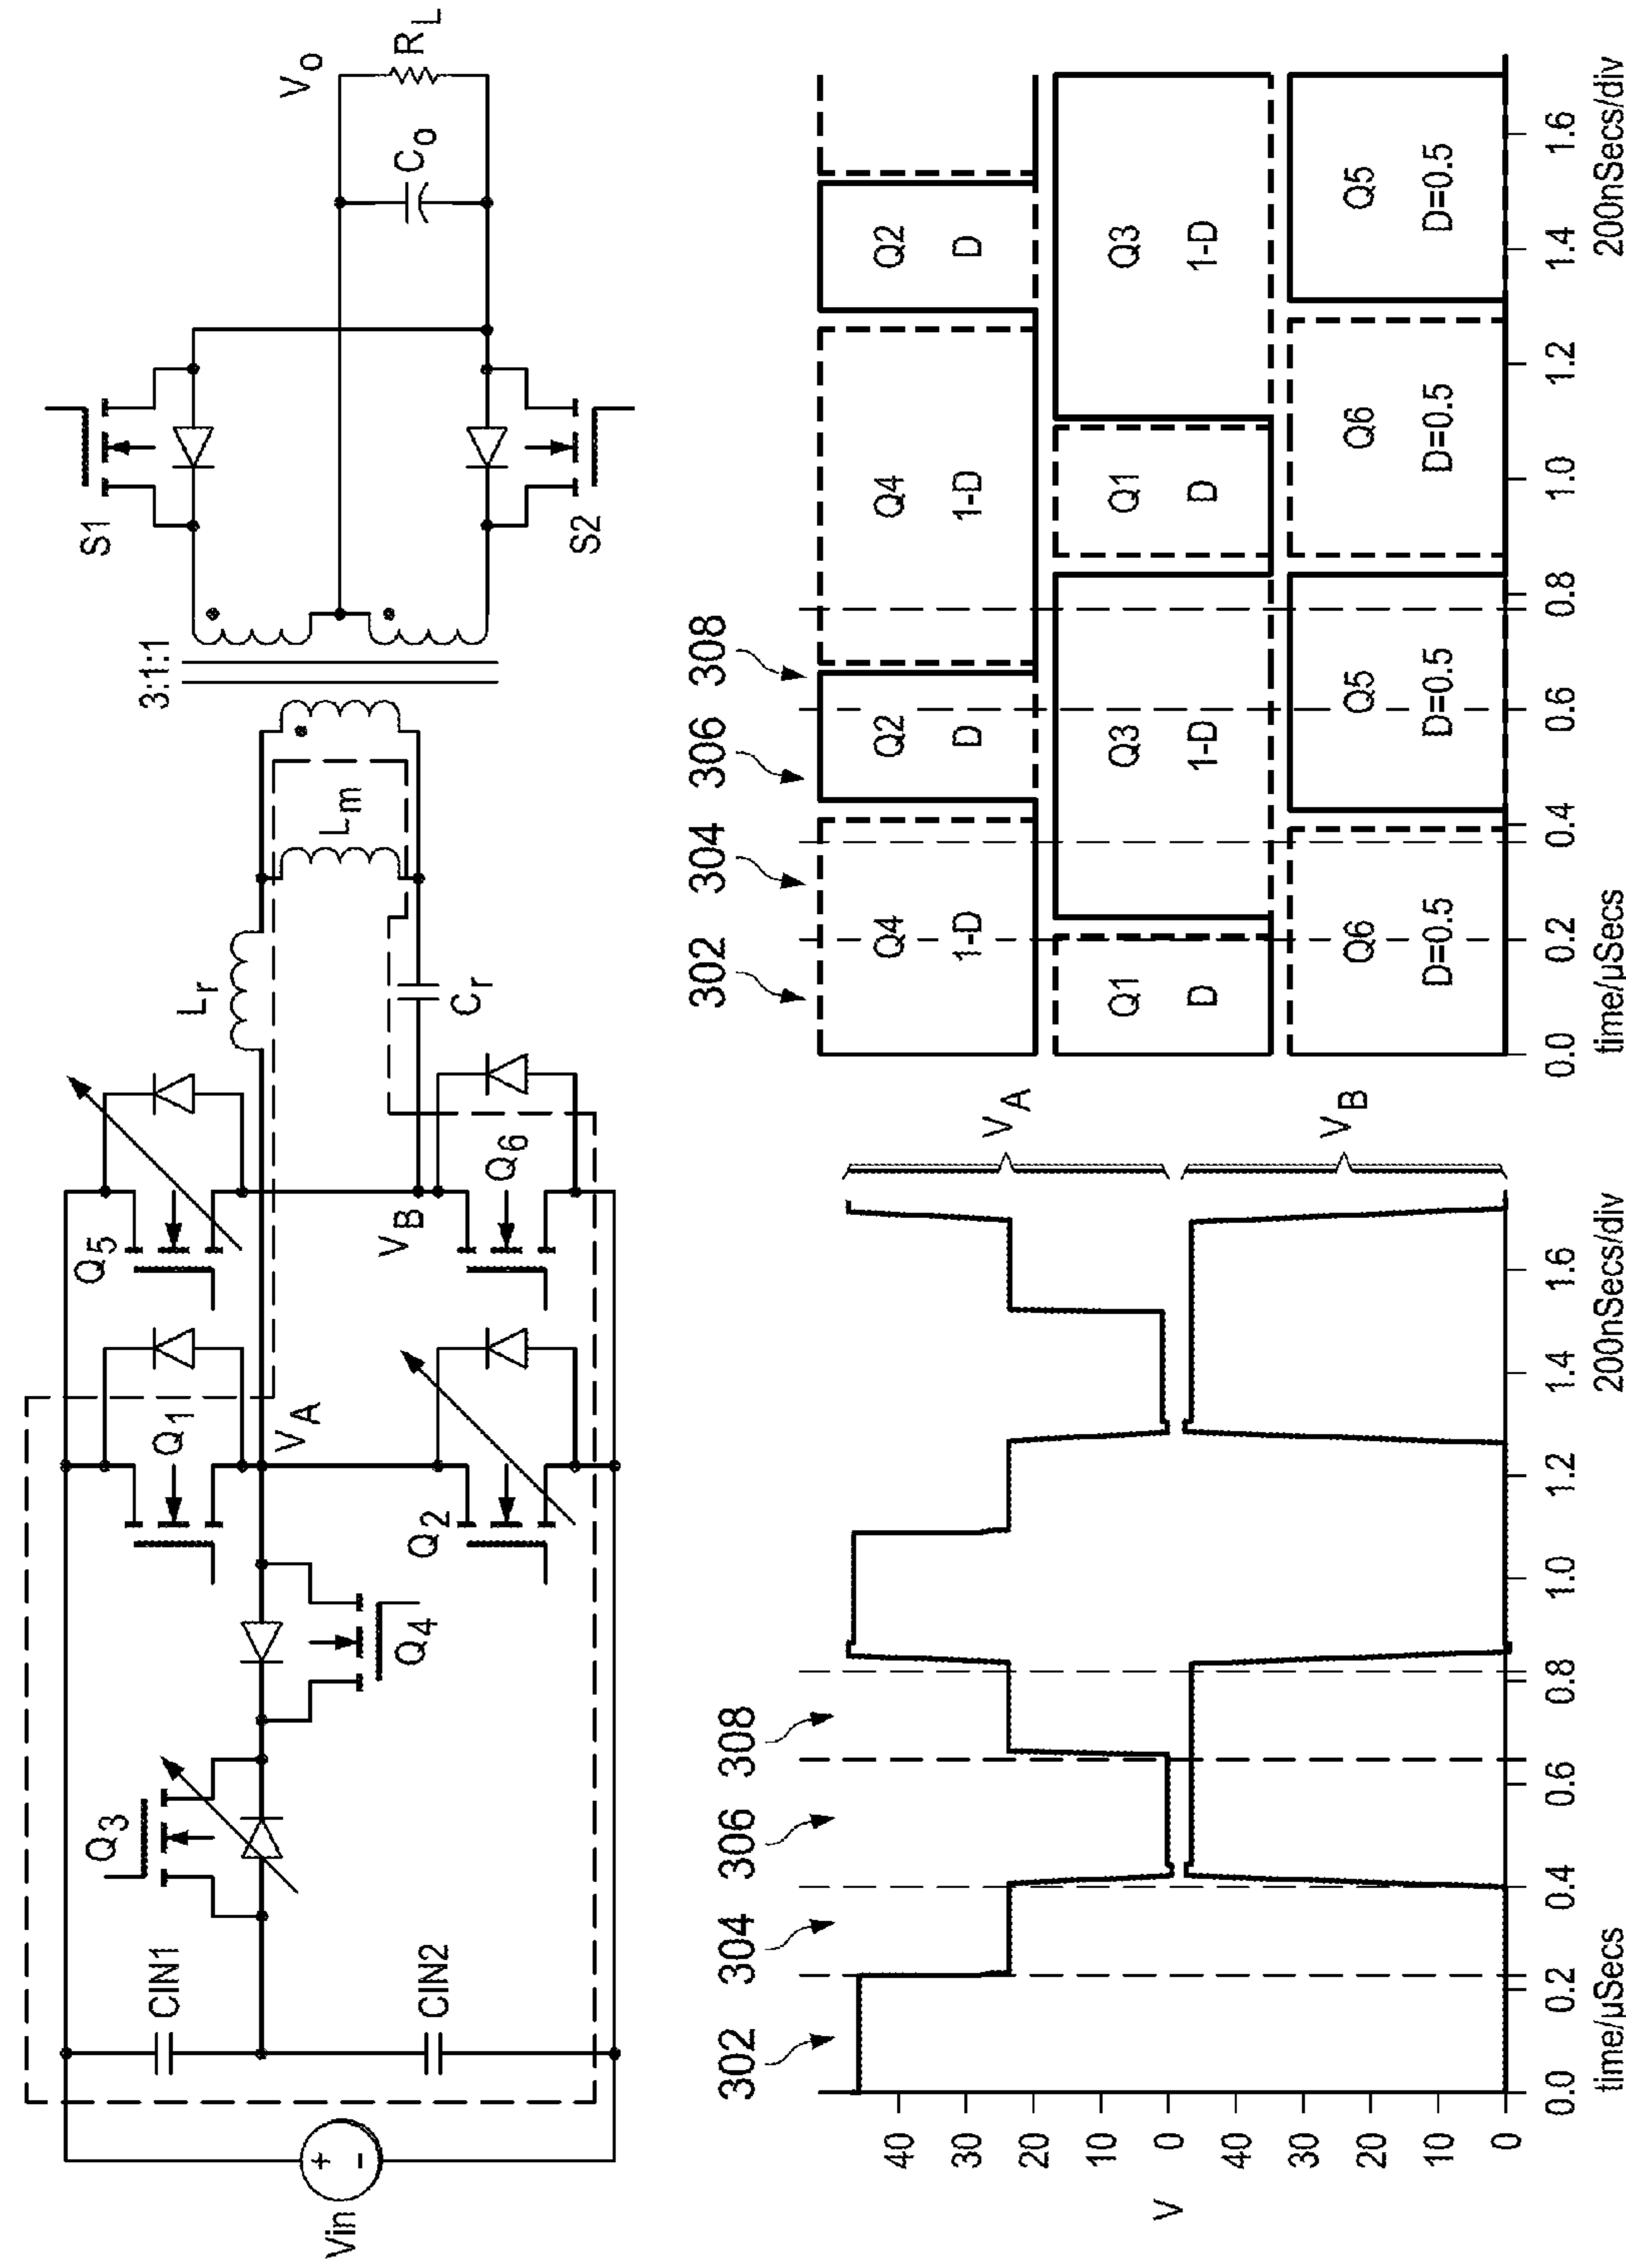 Vin
CIN1
CIN2
Q3
Q4
Q1
Q2
VA
Q5
VB
Q6
Lr
Cr
Lm
3:1:1
S1
S2
Vo
Co
RL
302
304
306
308
V
40
30
20
10
0
40
30
20
10
0
VA
VB
0.0
0.2
0.4
0.6
0.8
1.0
1.2
1.4
1.6
time/µSecs
200nSecs/div
302
304
306
308
Q4
1-D
Q2
D
Q4
1-D
Q2
D
Q1
D
Q3
1-D
Q1
D
Q3
1-D
Q6
D=0.5
Q5
D=0.5
Q6
D=0.5
Q5
D=0.5
0.0
0.2
0.4
0.6
0.8
1.0
1.2
1.4
1.6
time/µSecs
200nSecs/div